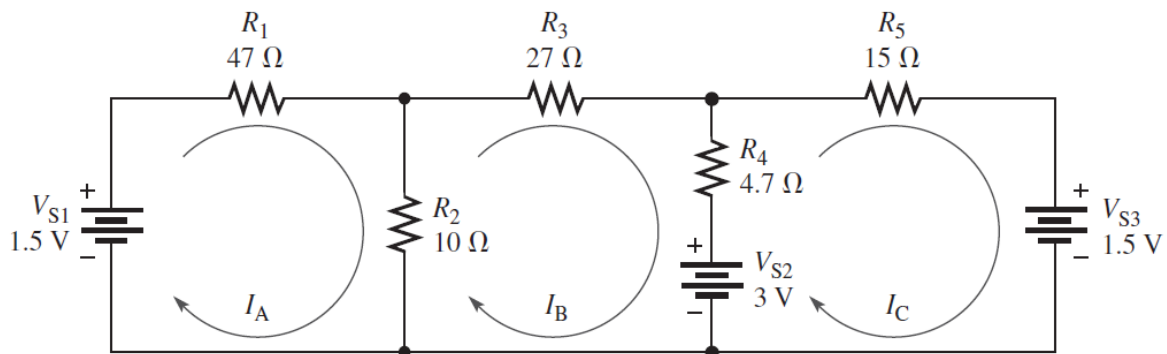 R1
47 Ω
R3
27 Ω
R5
15 Ω
+
VS1
1.5 V
–
R2
10 Ω
R4
4.7 Ω
+
VS2
3 V
–
+
VS3
1.5 V
–
IA
IB
IC